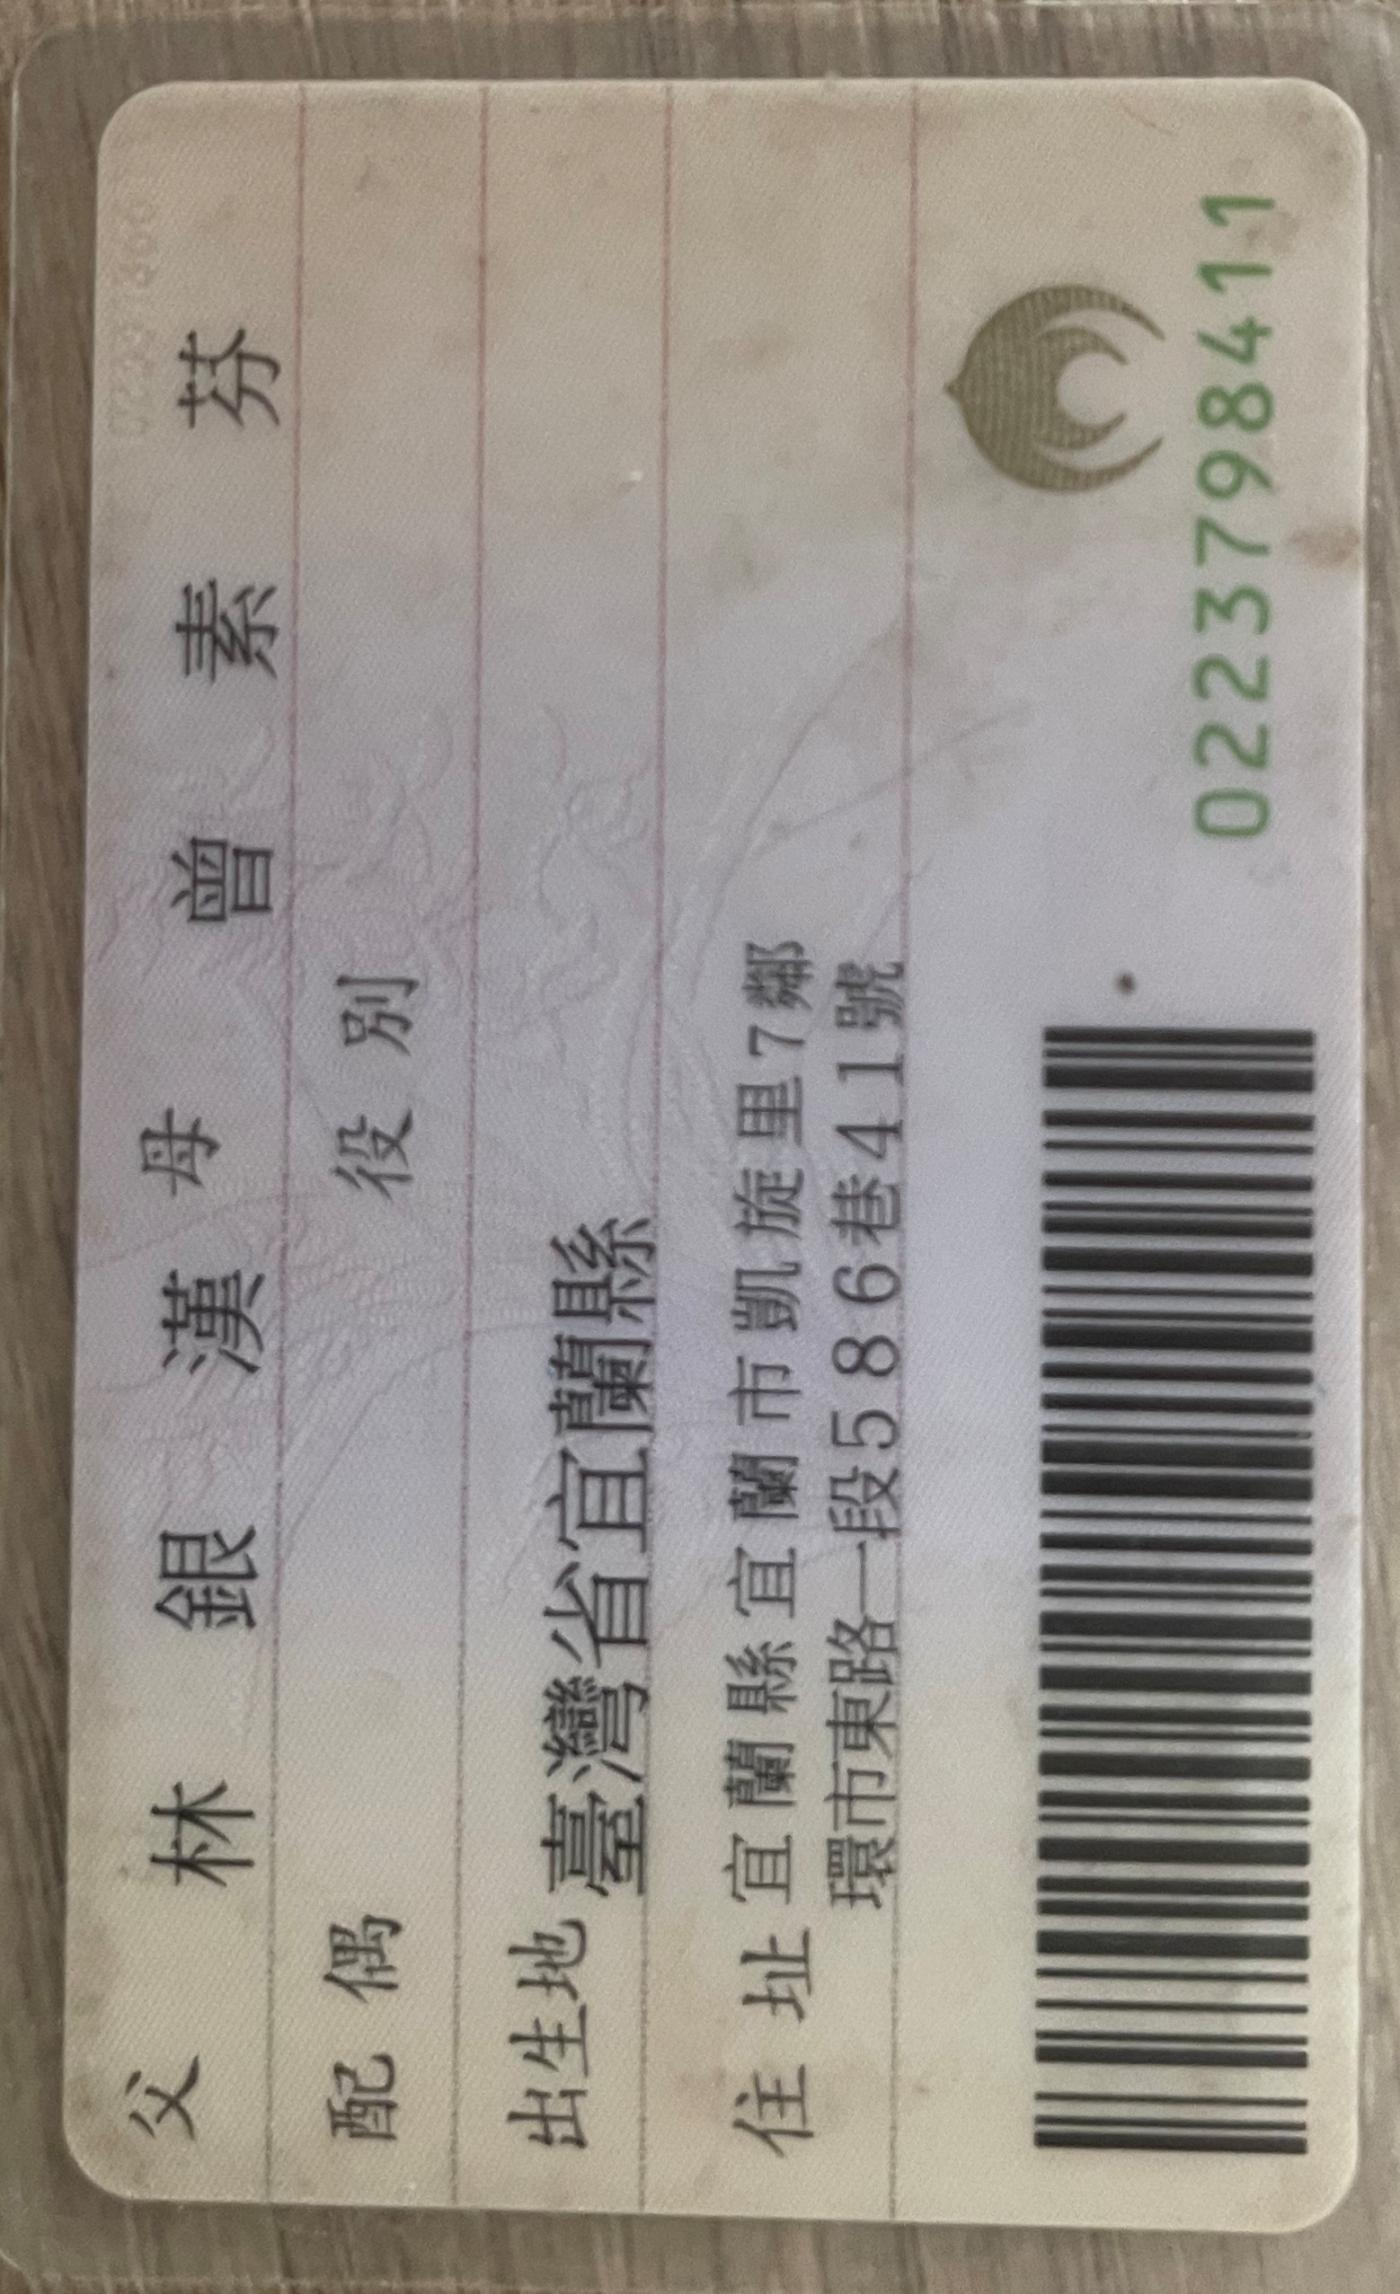 父 林 銀 漢 母 曾 素 芬
配 偶 役 別
出生地 臺灣省宜蘭縣
住 址 宜蘭縣宜蘭市凱旋里7鄰
環市東路一段586巷41號
0223798411